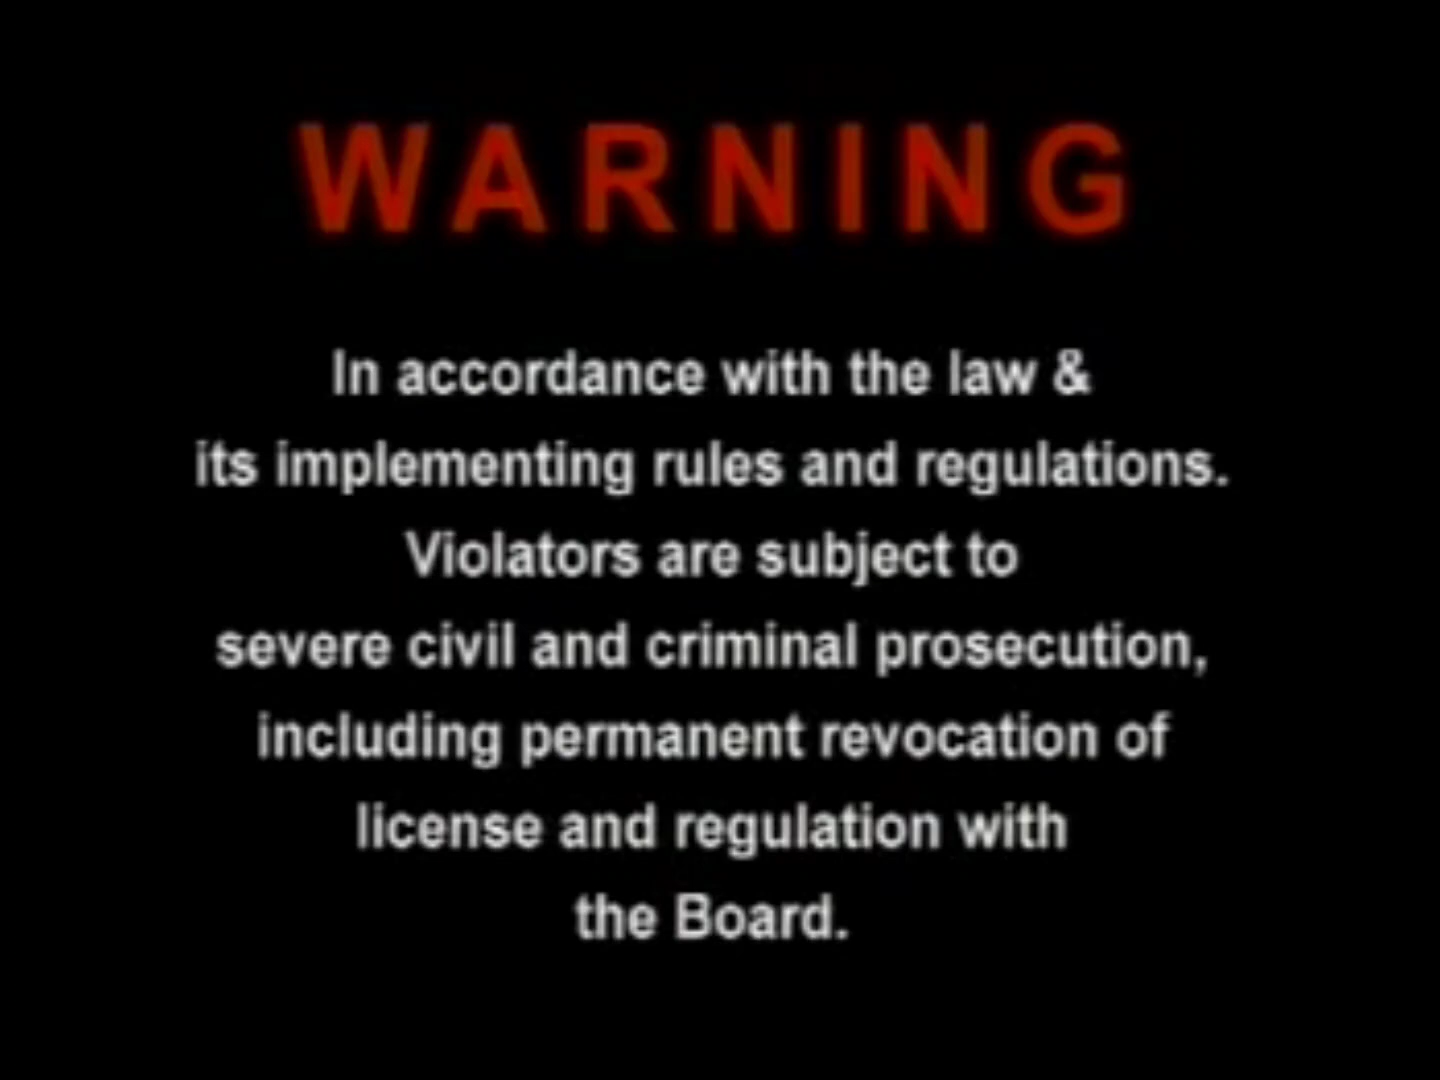 WARNING
In accordance with the law &
its implementing rules and regulations.
Violators are subject to
severe civil and criminal prosecution,
including permanent revocation of
license and regulation with
the Board.